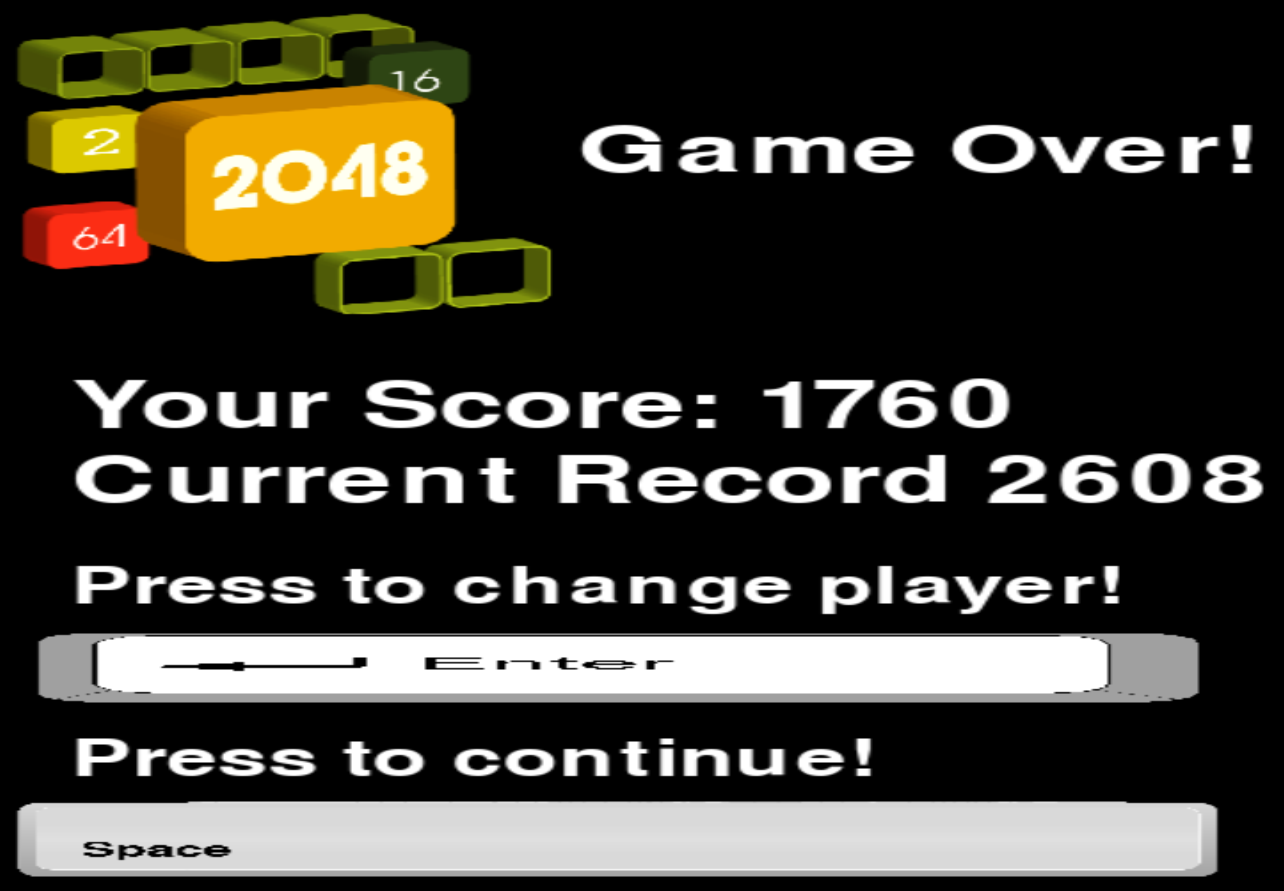 16
2
2048
64
Game Over!
Your Score: 1760
Current Record 2608
Press to change player!
Enter
Press to continue!
Space